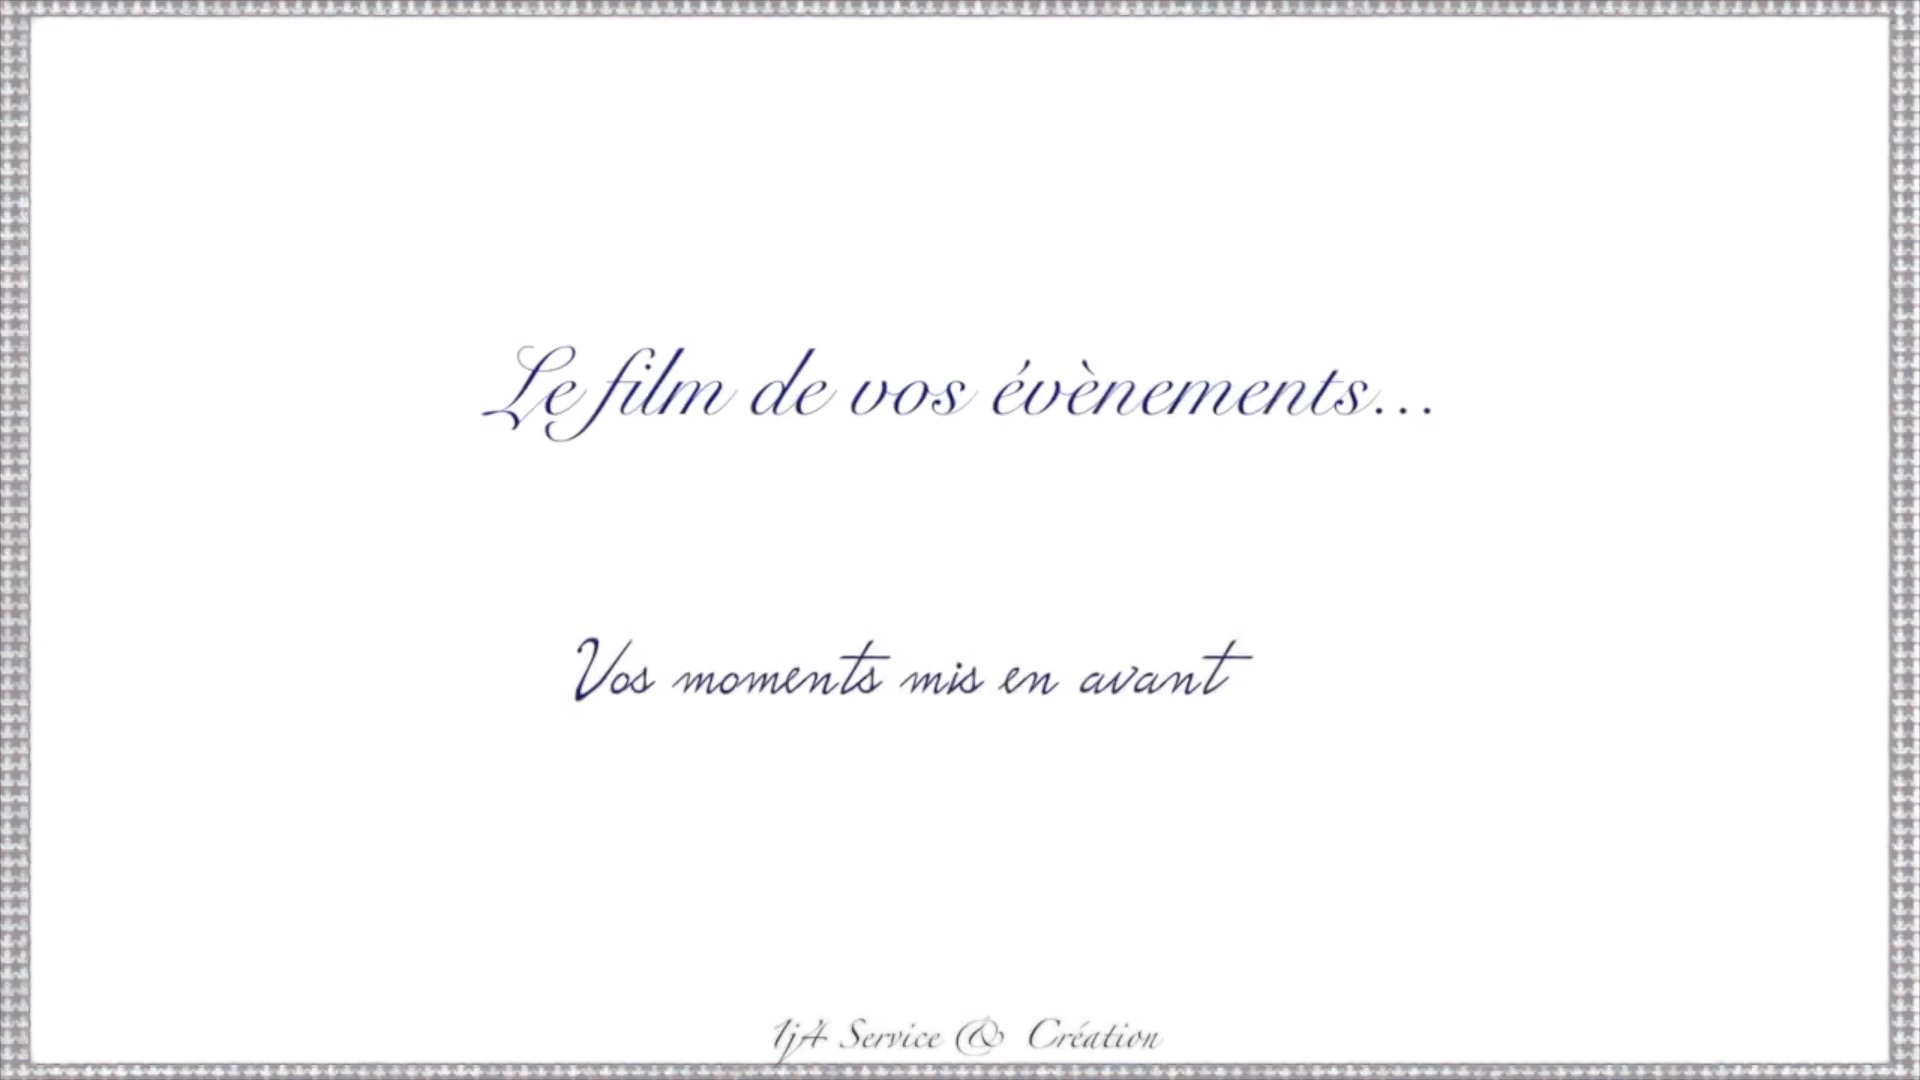 Le film de vos évènements...
Vos moments mis en avant
1j4 Service & Création